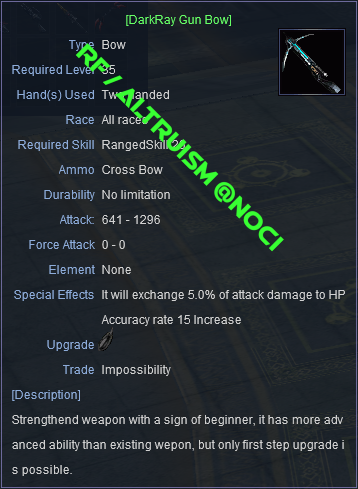 [DarkRay Gun Bow]
Type Bow
Required Level 35
Hand(s) Used Two-Handed
Race All races
Required Skill RangedSkill
Ammo Cross Bow
Durability No limitation
Attack: 641 - 1296
Force Attack 0 - 0
Element None
Special Effects It will exchange 5.0% of attack damage to HP
Accuracy rate 15 Increase
Upgrade
Trade Impossibility
[Description]
Strengthend weapon with a sign of beginner, it has more adv
anced ability than existing wepon, but only first step upgrade i
s possible.
RF / ALTRUISM @NOCI